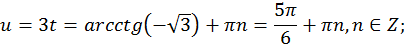 u = 3t = arcctg(−√3) + πn = 5π/6 + πn, n ∈ Z;